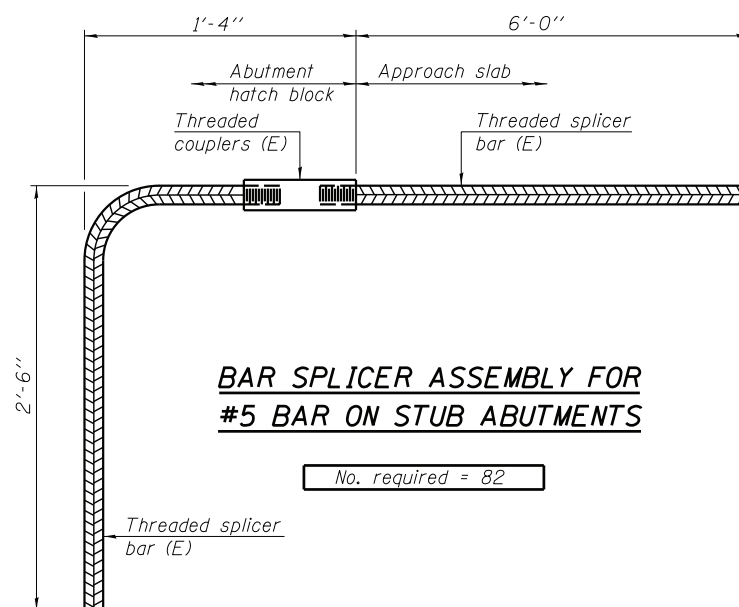 1'-4"
6'-0"
Abutment
hatch block
Approach slab
Threaded
couplers (E)
Threaded splicer
bar (E)
2'-6"
BAR SPLICER ASSEMBLY FOR
#5 BAR ON STUB ABUTMENTS
No. required = 82
Threaded splicer
bar (E)